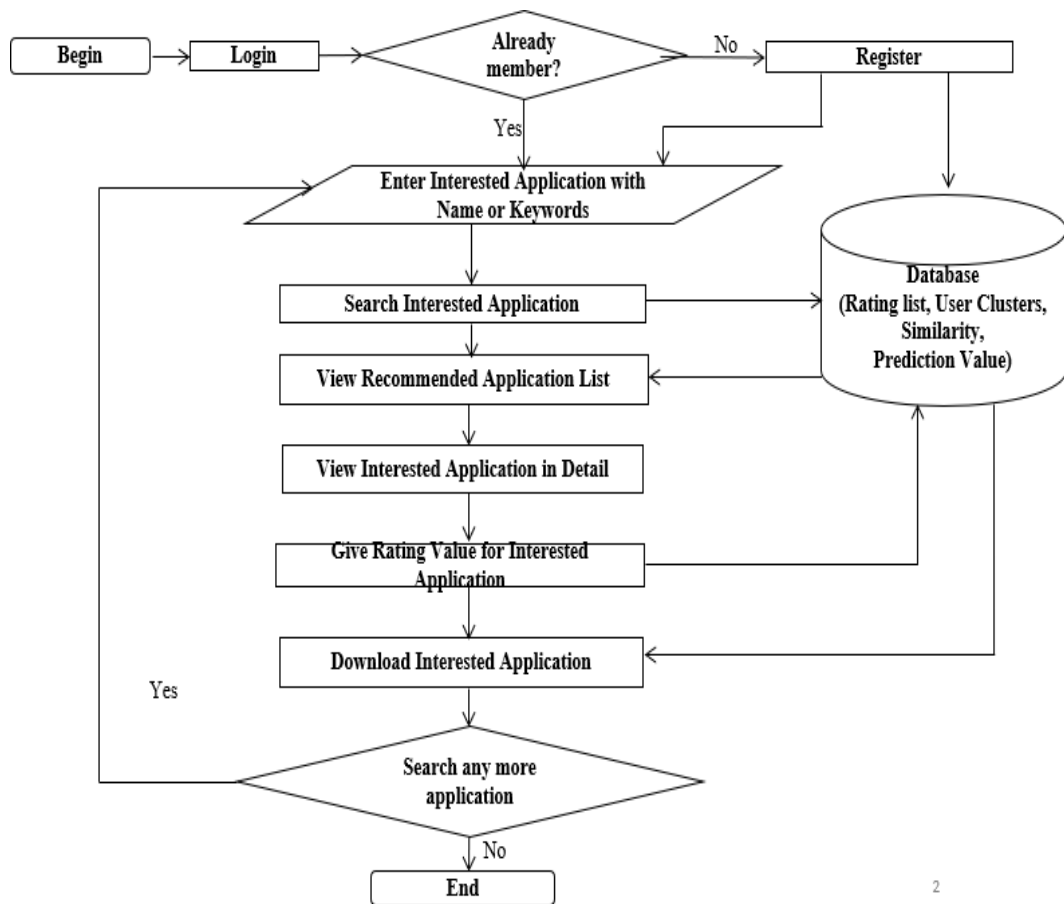 Begin
Login
Already
member?
No
Register
Yes
Enter Interested Application with
Name or Keywords
Search Interested Application
Database
(Rating list, User Clusters,
Similarity,
Prediction Value)
View Recommended Application List
View Interested Application in Detail
Give Rating Value for Interested
Application
Download Interested Application
Yes
Search any more
application
No
End
2